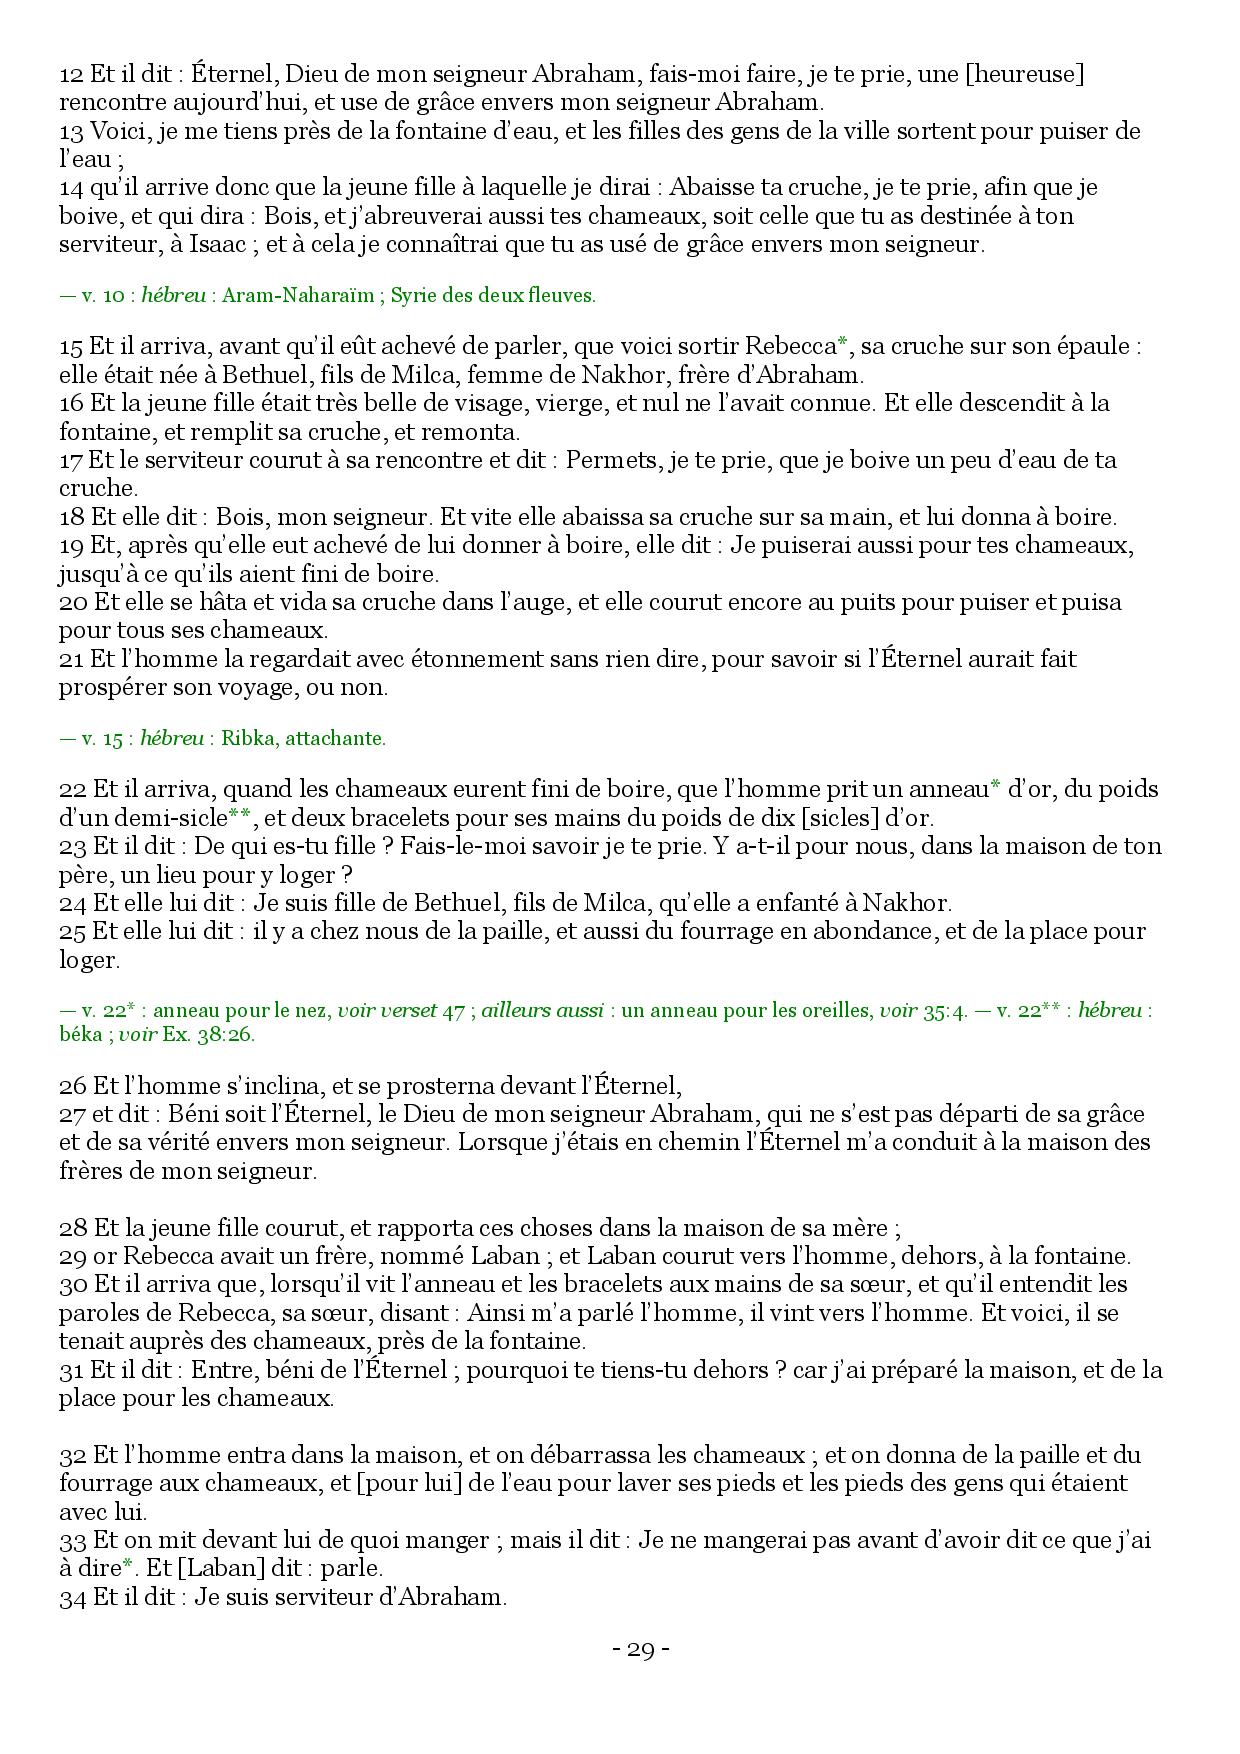 12 Et il dit : Éternel, Dieu de mon seigneur Abraham, fais-moi faire, je te prie, une [heureuse]
rencontre aujourd’hui, et use de grâce envers mon seigneur Abraham.
13 Voici, je me tiens près de la fontaine d’eau, et les filles des gens de la ville sortent pour puiser de
l’eau ;
14 qu’il arrive donc que la jeune fille à laquelle je dirai : Abaisse ta cruche, je te prie, afin que je
boive, et qui dira : Bois, et j’abreuverai aussi tes chameaux, soit celle que tu as destinée à ton
serviteur, à Isaac ; et à cela je connaîtrai que tu as usé de grâce envers mon seigneur.
— v. 10 : hébreu : Aram-Naharaïm ; Syrie des deux fleuves.
15 Et il arriva, avant qu’il eût achevé de parler, que voici sortir Rebecca*, sa cruche sur son épaule :
elle était née à Bethuel, fils de Milca, femme de Nakhor, frère d’Abraham.
16 Et la jeune fille était très belle de visage, vierge, et nul ne l’avait connue. Et elle descendit à la
fontaine, et remplit sa cruche, et remonta.
17 Et le serviteur courut à sa rencontre et dit : Permets, je te prie, que je boive un peu d’eau de ta
cruche.
18 Et elle dit : Bois, mon seigneur. Et vite elle abaissa sa cruche sur sa main, et lui donna à boire.
19 Et, après qu’elle eut achevé de lui donner à boire, elle dit : Je puiserai aussi pour tes chameaux,
jusqu’à ce qu’ils aient fini de boire.
20 Et elle se hâta et vida sa cruche dans l’auge, et elle courut encore au puits pour puiser et puisa
pour tous ses chameaux.
21 Et l’homme la regardait avec étonnement sans rien dire, pour savoir si l’Éternel aurait fait
prospérer son voyage, ou non.
— v. 15 : hébreu : Ribka, attachante.
22 Et il arriva, quand les chameaux eurent fini de boire, que l’homme prit un anneau* d’or, du poids
d’un demi-sicle**, et deux bracelets pour ses mains du poids de dix [sicles] d’or.
23 Et il dit : De qui es-tu fille ? Fais-le-moi savoir je te prie. Y a-t-il pour nous, dans la maison de ton
père, un lieu pour y loger ?
24 Et elle lui dit : Je suis fille de Bethuel, fils de Milca, qu’elle a enfanté à Nakhor.
25 Et elle lui dit : il y a chez nous de la paille, et aussi du fourrage en abondance, et de la place pour
loger.
— v. 22* : anneau pour le nez, voir verset 47 ; ailleurs aussi : un anneau pour les oreilles, voir 35:4. — v. 22** : hébreu :
béka ; voir Ex. 38:26.
26 Et l’homme s’inclina, et se prosterna devant l’Éternel,
27 et dit : Béni soit l’Éternel, le Dieu de mon seigneur Abraham, qui ne s’est pas départi de sa grâce
et de sa vérité envers mon seigneur. Lorsque j’étais en chemin l’Éternel m’a conduit à la maison des
frères de mon seigneur.
28 Et la jeune fille courut, et rapporta ces choses dans la maison de sa mère ;
29 or Rebecca avait un frère, nommé Laban ; et Laban courut vers l’homme, dehors, à la fontaine.
30 Et il arriva que, lorsqu’il vit l’anneau et les bracelets aux mains de sa sœur, et qu’il entendit les
paroles de Rebecca, sa sœur, disant : Ainsi m’a parlé l’homme, il vint vers l’homme. Et voici, il se
tenait auprès des chameaux, près de la fontaine.
31 Et il dit : Entre, béni de l’Éternel ; pourquoi te tiens-tu dehors ? car j’ai préparé la maison, et de la
place pour les chameaux.
32 Et l’homme entra dans la maison, et on débarrassa les chameaux ; et on donna de la paille et du
fourrage aux chameaux, et [pour lui] de l’eau pour laver ses pieds et les pieds des gens qui étaient
avec lui.
33 Et on mit devant lui de quoi manger ; mais il dit : Je ne mangerai pas avant d’avoir dit ce que j’ai
à dire*. Et [Laban] dit : parle.
34 Et il dit : Je suis serviteur d’Abraham.
- 29 -